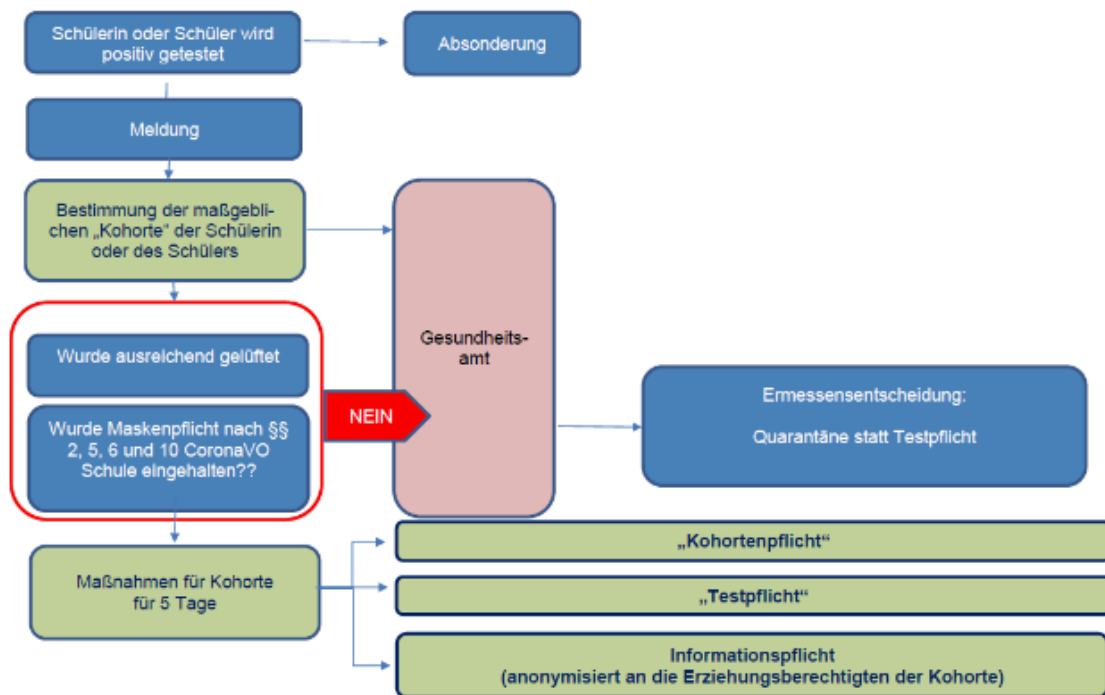 Schülerin oder Schüler wird
positiv getestet
Absonderung
Meldung
Bestimmung der maßgebli-
chen „Kohorte“ der Schülerin
oder des Schülers
Wurde ausreichend gelüftet
Wurde Maskenpflicht nach §§
2, 5, 6 und 10 CoronaVO
Schule eingehalten??
NEIN
Gesundheits-
amt
Ermessensentscheidung:
Quarantäne statt Testpflicht
Maßnahmen für Kohorte
für 5 Tage
„Kohortenpflicht“
„Testpflicht“
Informationspflicht
(anonymisiert an die Erziehungsberechtigten der Kohorte)